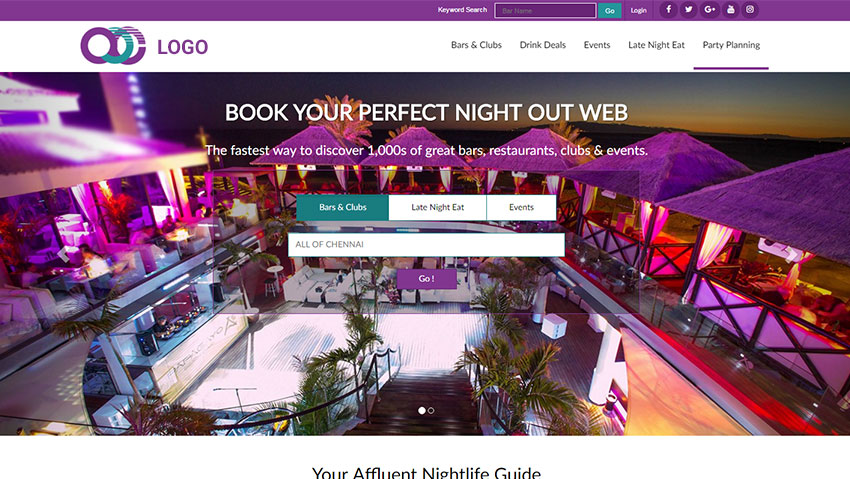 Keyword Search Bar Name Go Login
LOGO
Bars & Clubs Drink Deals Events Late Night Eat Party Planning
BOOK YOUR PERFECT NIGHT OUT WEB
The fastest way to discover 1,000s of great bars, restaurants, clubs & events.
Bars & Clubs Late Night Eat Events
ALL OF CHENNAI
Go !
Your Affluent Nightlife Guide